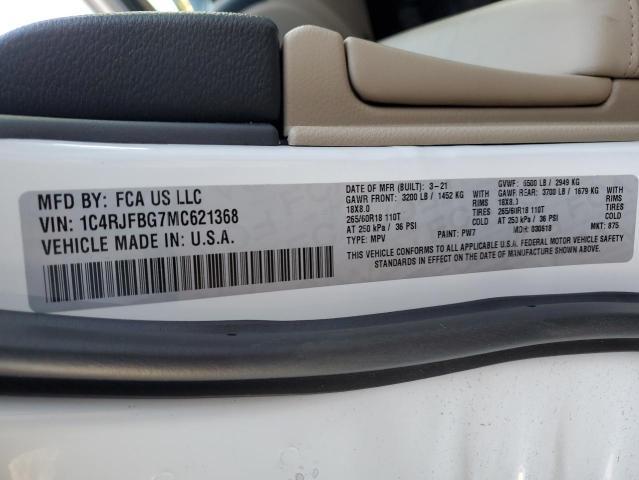 MFD BY: FCA US LLC
VIN: 1C4RJFBG7MC621368
VEHICLE MADE IN U.S.A.
DATE OF MFR (BUILT): 3-21
GAWR FRONT: 3200 LB / 1452 KG
18X8.0
265/60R18 110T
AT 250 kPa / 36 PSI
TYPE: MPV
WITH
RIMS
TIRES
COLD
PAINT: PW7
GVWF: 6500 LB / 2949 KG
GAWR REAR: 3700 LB / 1679 KG
18X8.0
265/60R18 110T
AT 250 kPa / 36 PSI
MDH: 030618
WITH
RIMS
TIRES
COLD
MKT: 875
THIS VEHICLE CONFORMS TO ALL APPLICABLE U.S.A. FEDERAL MOTOR VEHICLE SAFETY
STANDARDS IN EFFECT ON THE DATE OF MANUFACTURE SHOWN ABOVE.